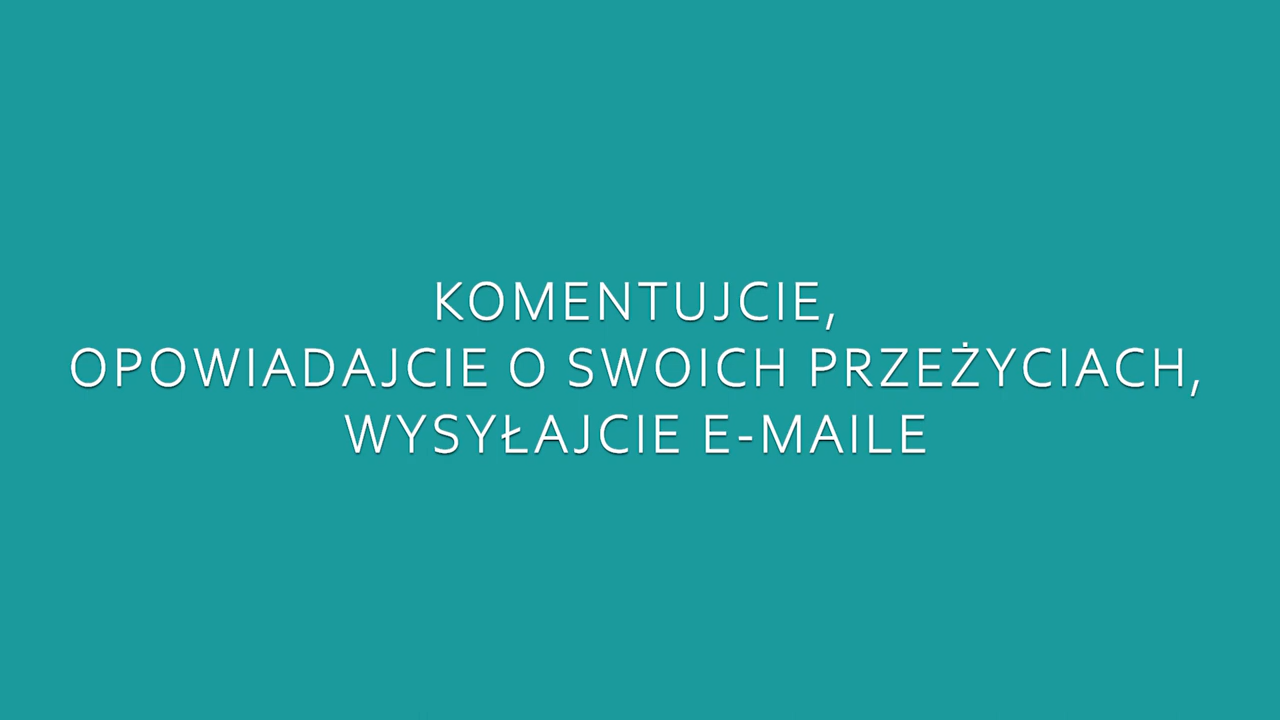 KOMENTUJCIE,
OPOWIADAJCIE O SWOICH PRZEŻYCIACH,
WYSYŁAJCIE E-MAILE